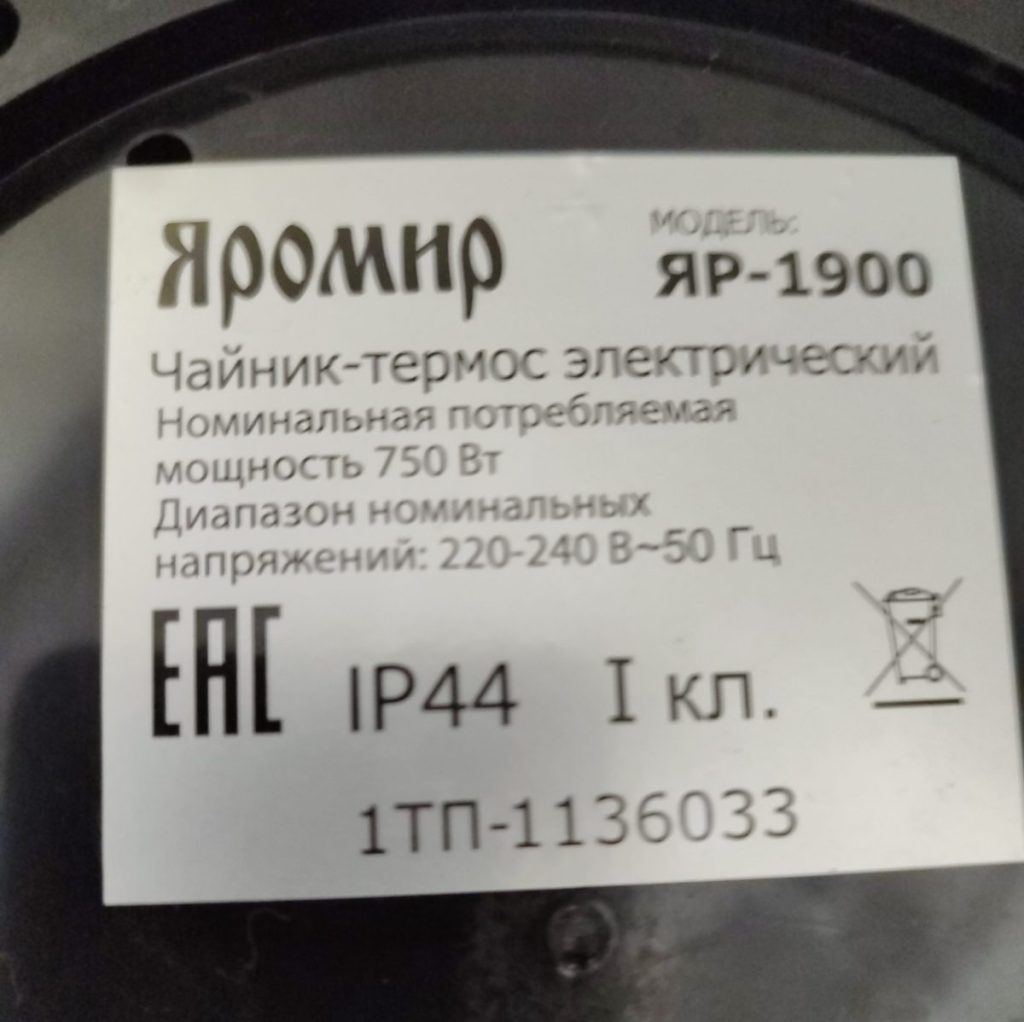 Яромир
МОДЕЛЬ:
ЯР-1900
Чайник-термос электрический
Номинальная потребляемая
мощность 750 Вт
Диапазон номинальных
напряжений: 220-240 В~50 Гц
EAC IP44 I кл.
1ТП-1136033